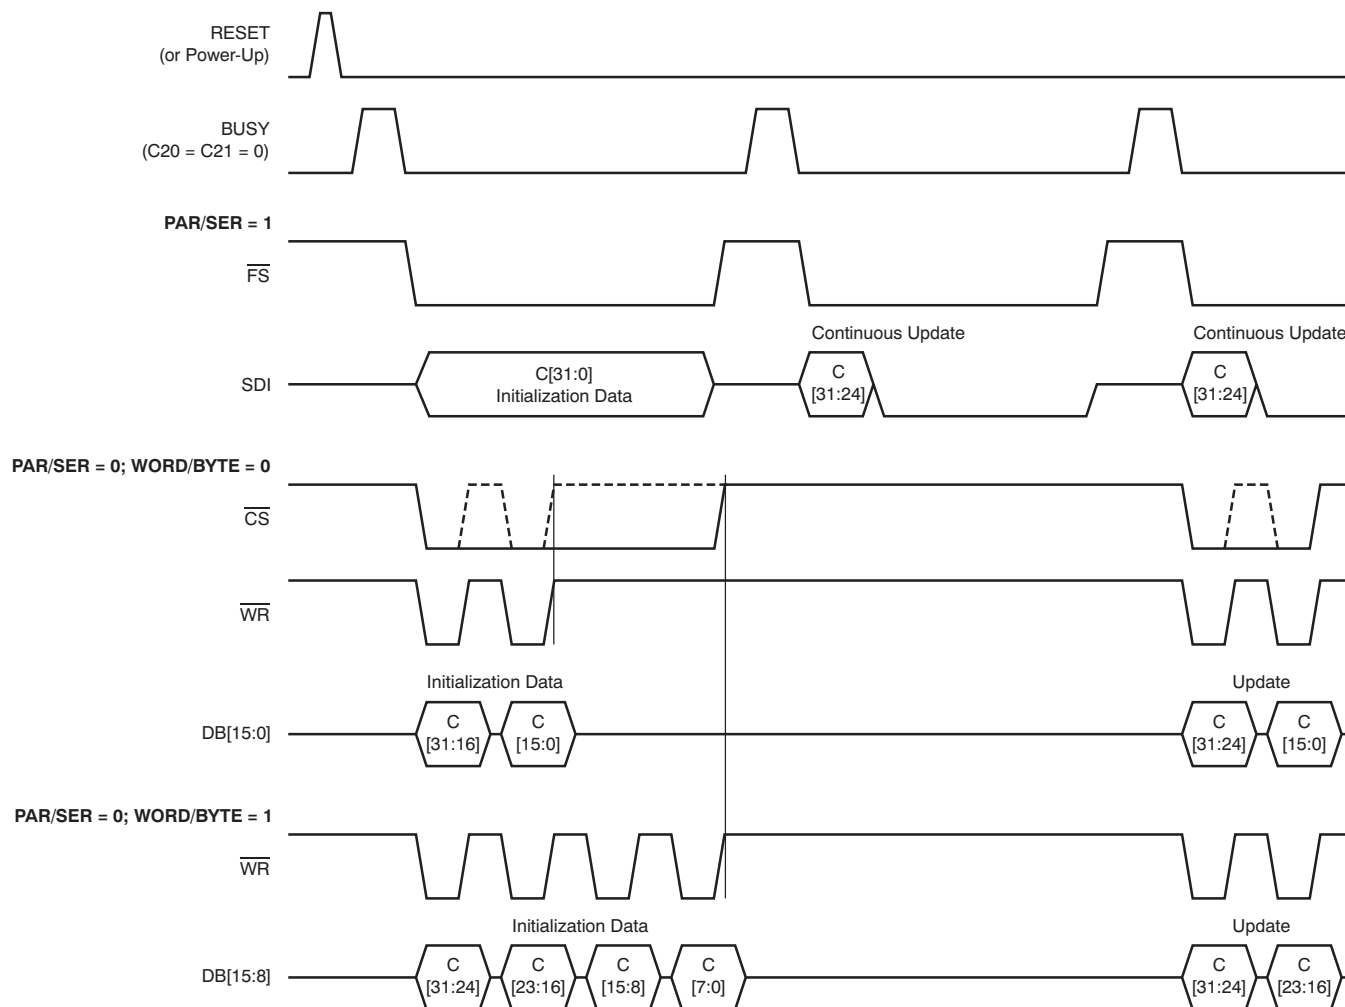 RESET
(or Power-Up)
BUSY
(C20 = C21 = 0)
PAR/SER = 1
FS
Continuous Update
Continuous Update
SDI
C[31:0]
Initialization Data
C
[31:24]
C
[31:24]
PAR/SER = 0; WORD/BYTE = 0
CS
WR
Initialization Data
Update
DB[15:0]
C
[31:16]
C
[15:0]
C
[31:24]
C
[15:0]
PAR/SER = 0; WORD/BYTE = 1
WR
Initialization Data
Update
DB[15:8]
C
[31:24]
C
[23:16]
C
[15:8]
C
[7:0]
C
[31:24]
C
[23:16]